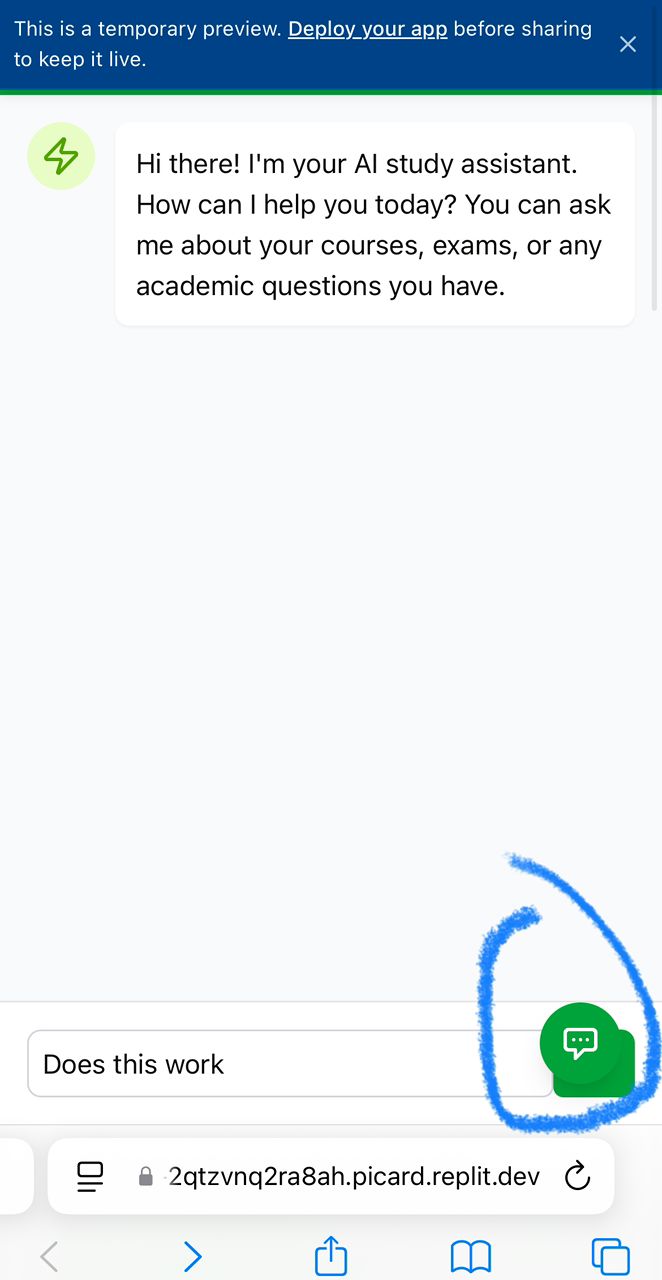 This is a temporary preview. Deploy your app before sharing
to keep it live.
Hi there! I'm your AI study assistant.
How can I help you today? You can ask
me about your courses, exams, or any
academic questions you have.
Does this work
2qtzvnq2ra8ah.picard.replit.dev